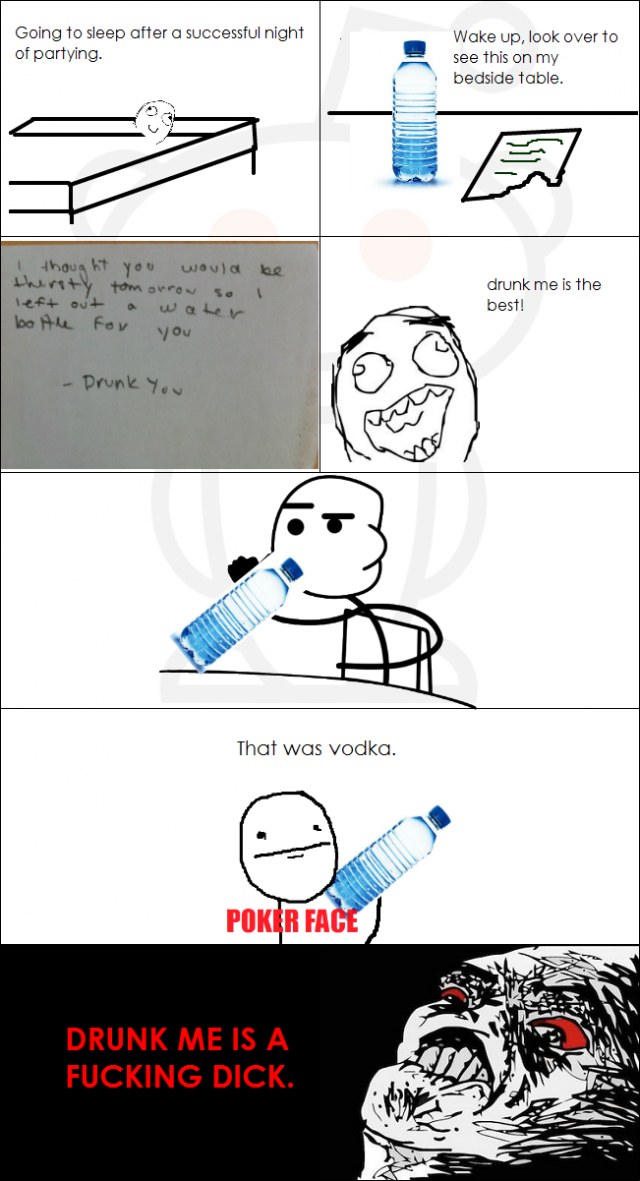 Going to sleep after a successful night
of partying.
Wake up, look over to
see this on my
bedside table.
I thought you would be
thirsty tomorrow so I
left out a water
bottle for you
- Drunk You
drunk me is the
best!
That was vodka.
POKER FACE
DRUNK ME IS A
FUCKING DICK.